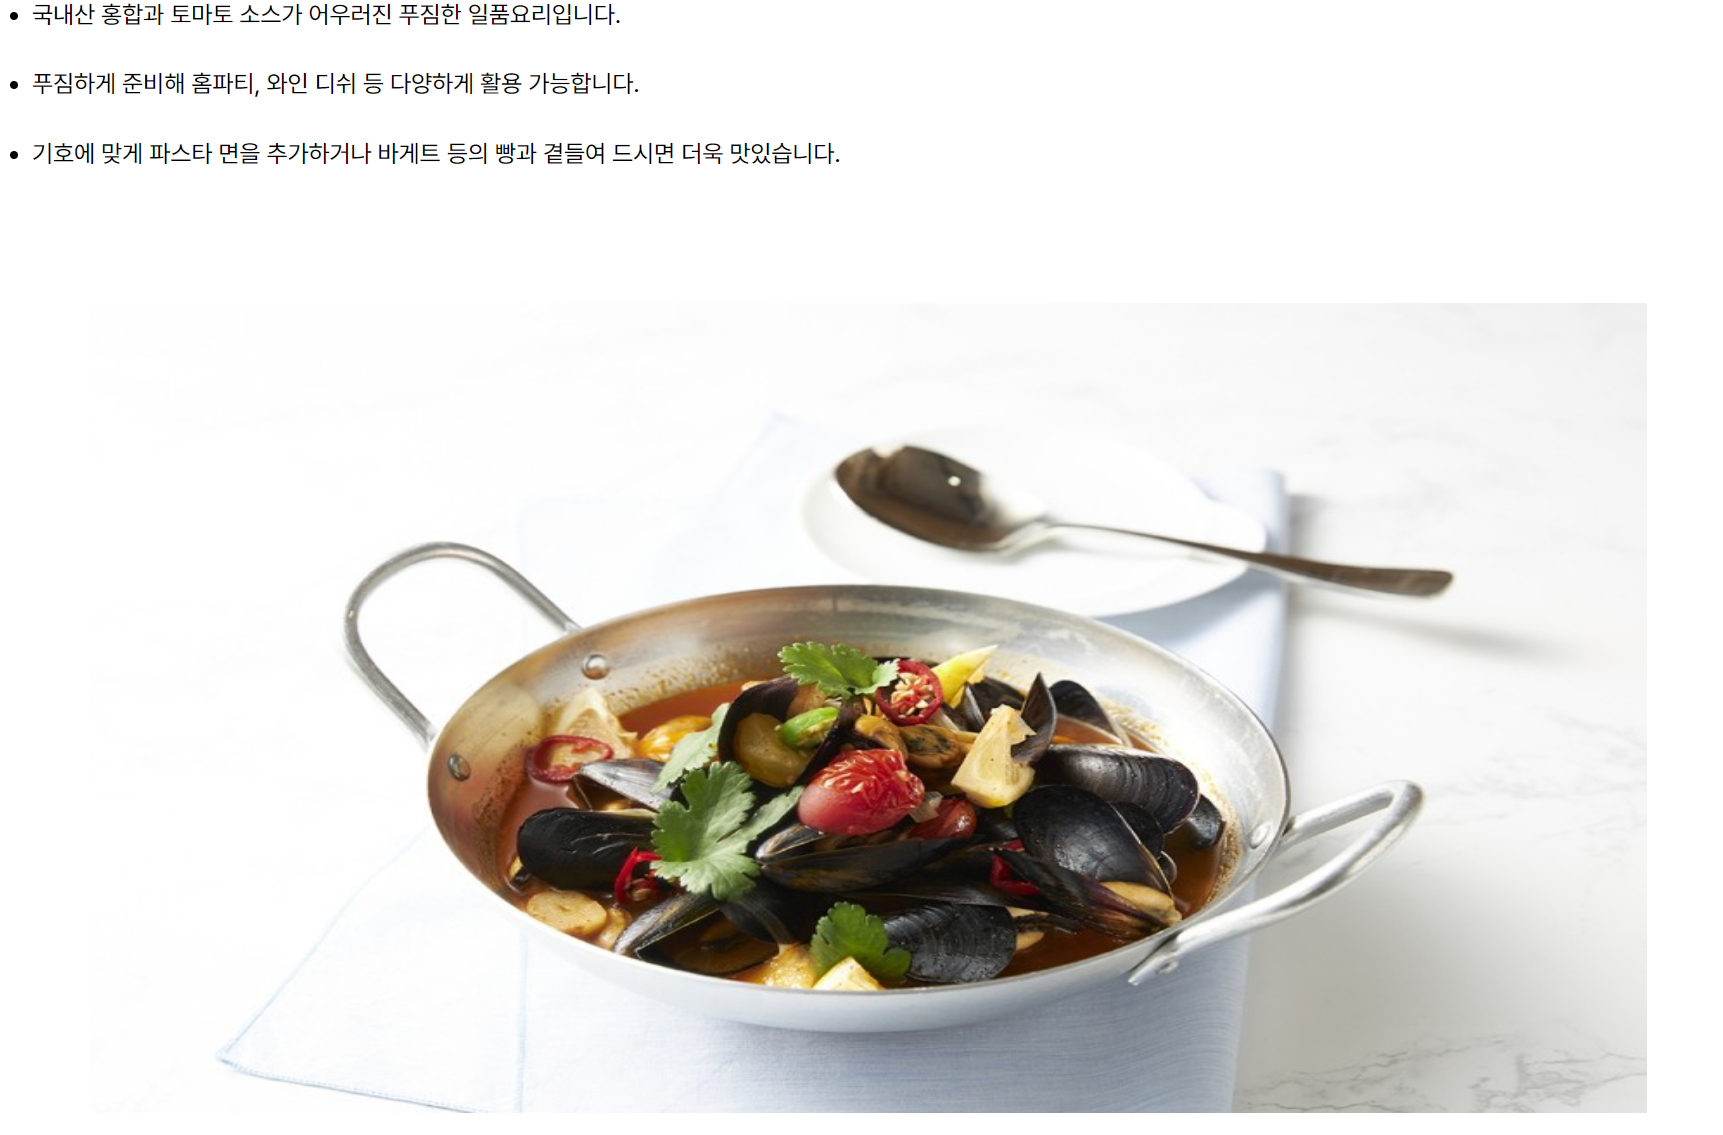 국내산 홍합과 토마토 소스가 어우러진 푸짐한 일품요리입니다.
푸짐하게 준비해 홈파티, 와인 디쉬 등 다양하게 활용 가능합니다.
기호에 맞게 파스타 면을 추가하거나 바게트 등의 빵과 곁들여 드시면 더욱 맛있습니다.